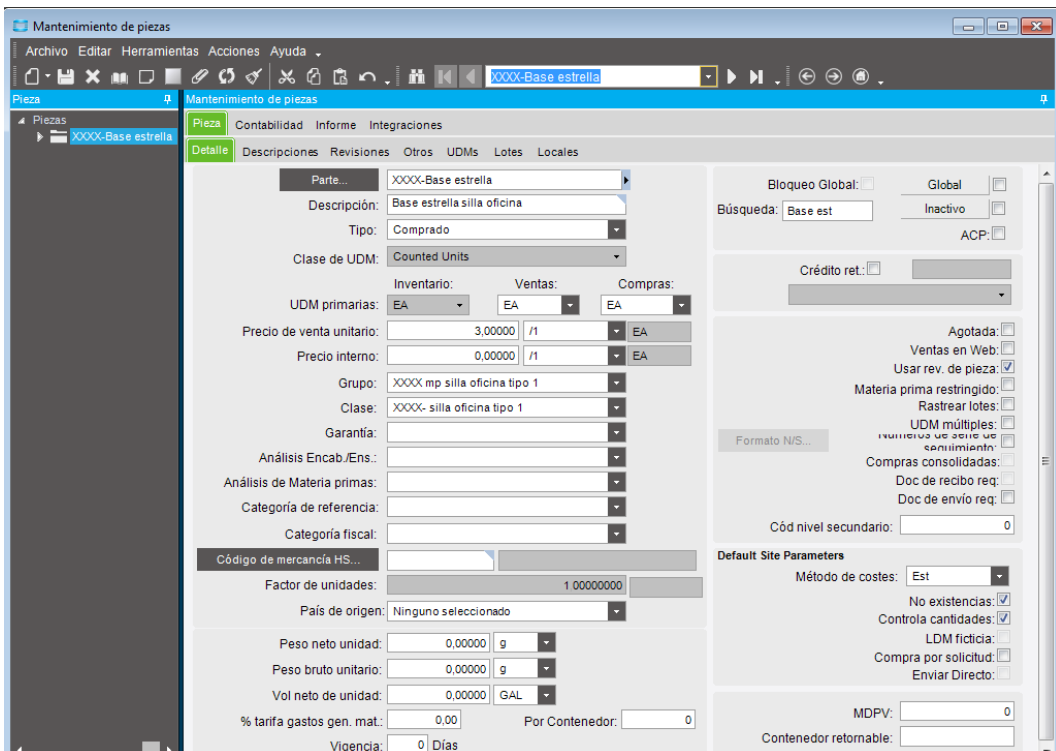 Mantenimiento de piezas
Archivo Editar Herramientas Acciones Ayuda
XXXX-Base estrella
Pieza
Mantenimiento de piezas
Piezas
XXXX-Base estrella
Pieza Contabilidad Informe Integraciones
Detalle Descripciones Revisiones Otros UDMs Lotes Locales
Parte... XXXX-Base estrella
Descripción: Base estrella silla oficina
Tipo: Comprado
Clase de UDM: Counted Units
Inventario: Ventas: Compras:
UDM primarias: EA EA EA
Precio de venta unitario: 3,00000 /1 EA
Precio interno: 0,00000 /1 EA
Grupo: XXXX mp silla oficina tipo 1
Clase: XXXX- silla oficina tipo 1
Garantía:
Análisis Encab./Ens.:
Análisis de Materia primas:
Categoría de referencia:
Categoría fiscal:
Código de mercancía HS...
Factor de unidades: 1.00000000
País de origen: Ninguno seleccionado
Peso neto unidad: 0,00000 g
Peso bruto unitario: 0,00000 g
Vol neto de unidad: 0,00000 GAL
% tarifa gastos gen. mat.: 0,00 Por Contenedor: 0
Vigencia: 0 Días
Bloqueo Global: Global
Búsqueda: Base est Inactivo
ACP:
Crédito ret.:
Agotada:
Ventas en Web:
Usar rev. de pieza:
Materia prima restringido:
Rastrear lotes:
UDM múltiples:
Formato N/S... Números de serie de seguimiento:
Compras consolidadas:
Doc de recibo req:
Doc de envío req:
Cód nivel secundario: 0
Default Site Parameters
Método de costes: Est
No existencias:
Controla cantidades:
LDM ficticia:
Compra por solicitud:
Enviar Directo:
MDPV: 0
Contenedor retornable: